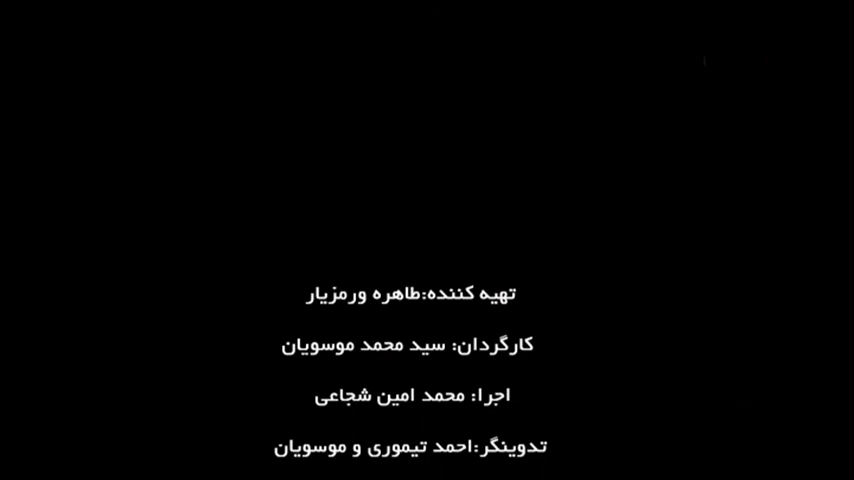 تهیه کننده:طاهره ورمزیار
کارگردان: سید محمد موسویان
اجرا: محمد امین شجاعی
تدوینگر:احمد تیموری و موسویان